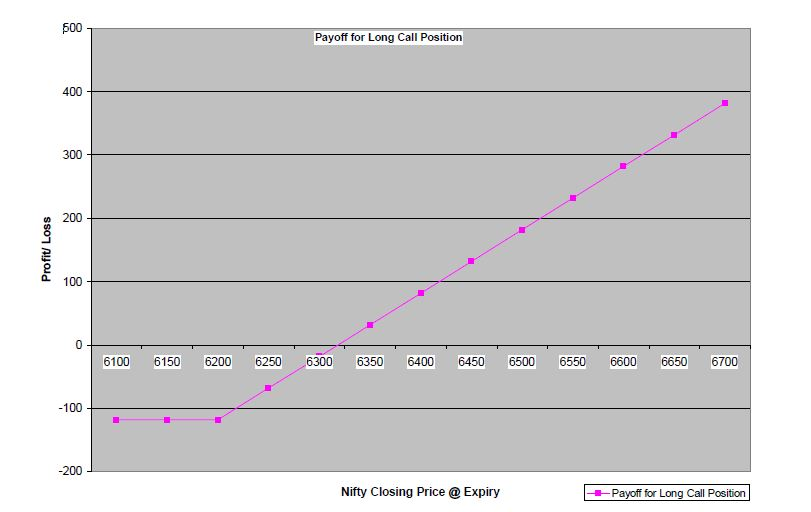 Payoff for Long Call Position
500
400
300
200
100
0
-100
-200
Profit/ Loss
6100 6150 6200 6250 6300 6350 6400 6450 6500 6550 6600 6650 6700
Nifty Closing Price @ Expiry
Payoff for Long Call Position